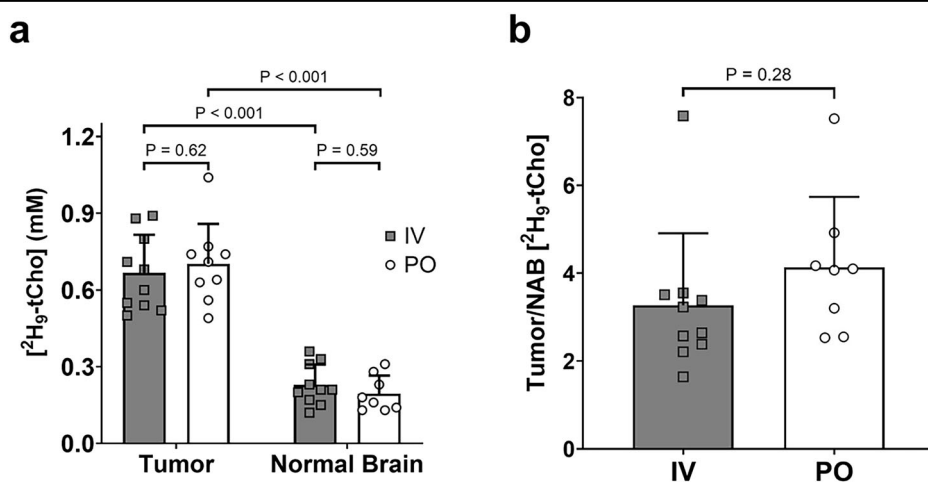 a
P < 0.001
P < 0.001
P = 0.62
P = 0.59
1.2
0.9
0.6
0.3
0.0
[²H₉-tCho] (mM)
IV
PO
Tumor
Normal Brain
b
P = 0.28
8
6
4
2
0
Tumor/NAB [²H₉-tCho]
IV
PO